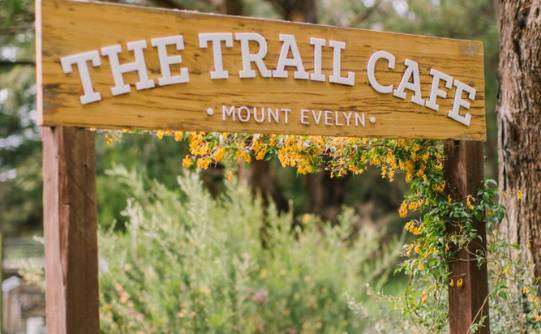 THE TRAIL CAFE
• MOUNT EVELYN •